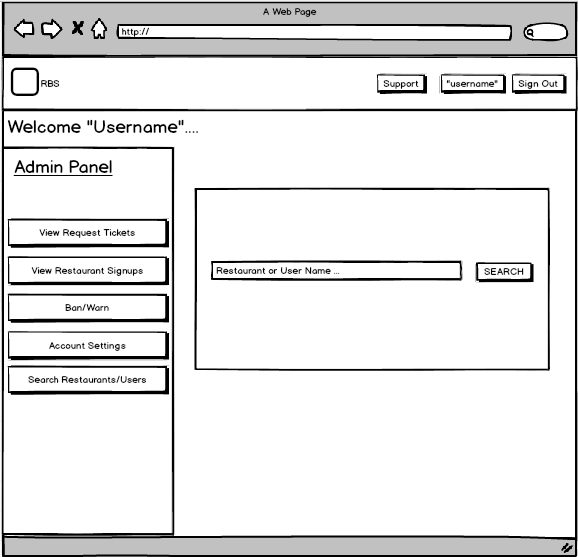 A Web Page
http://
RBS
Support
"username"
Sign Out
Welcome "Username"....
Admin Panel
View Request Tickets
View Restaurant Signups
Ban/Warn
Account Settings
Search Restaurants/Users
Restaurant or User Name ...
SEARCH